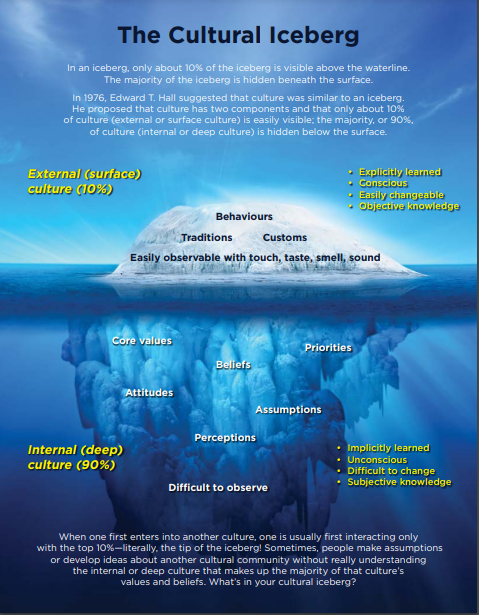 The Cultural Iceberg
In an iceberg, only about 10% of the iceberg is visible above the waterline.
The majority of the iceberg is hidden beneath the surface.
In 1976, Edward T. Hall suggested that culture was similar to an iceberg.
He proposed that culture has two components and that only about 10%
of culture (external or surface culture) is easily visible; the majority, or 90%,
of culture (internal or deep culture) is hidden below the surface.
External (surface)
culture (10%)
• Explicitly learned
• Conscious
• Easily changeable
• Objective knowledge
Behaviours
Traditions Customs
Easily observable with touch, taste, smell, sound
Core values
Priorities
Beliefs
Attitudes
Assumptions
Perceptions
Internal (deep)
culture (90%)
• Implicitly learned
• Unconscious
• Difficult to change
• Subjective knowledge
Difficult to observe
When one first enters into another culture, one is usually first interacting only
with the top 10%—literally, the tip of the iceberg! Sometimes, people make assumptions
or develop ideas about another cultural community without really understanding
the internal or deep culture that makes up the majority of that culture's
values and beliefs. What's in your cultural iceberg?